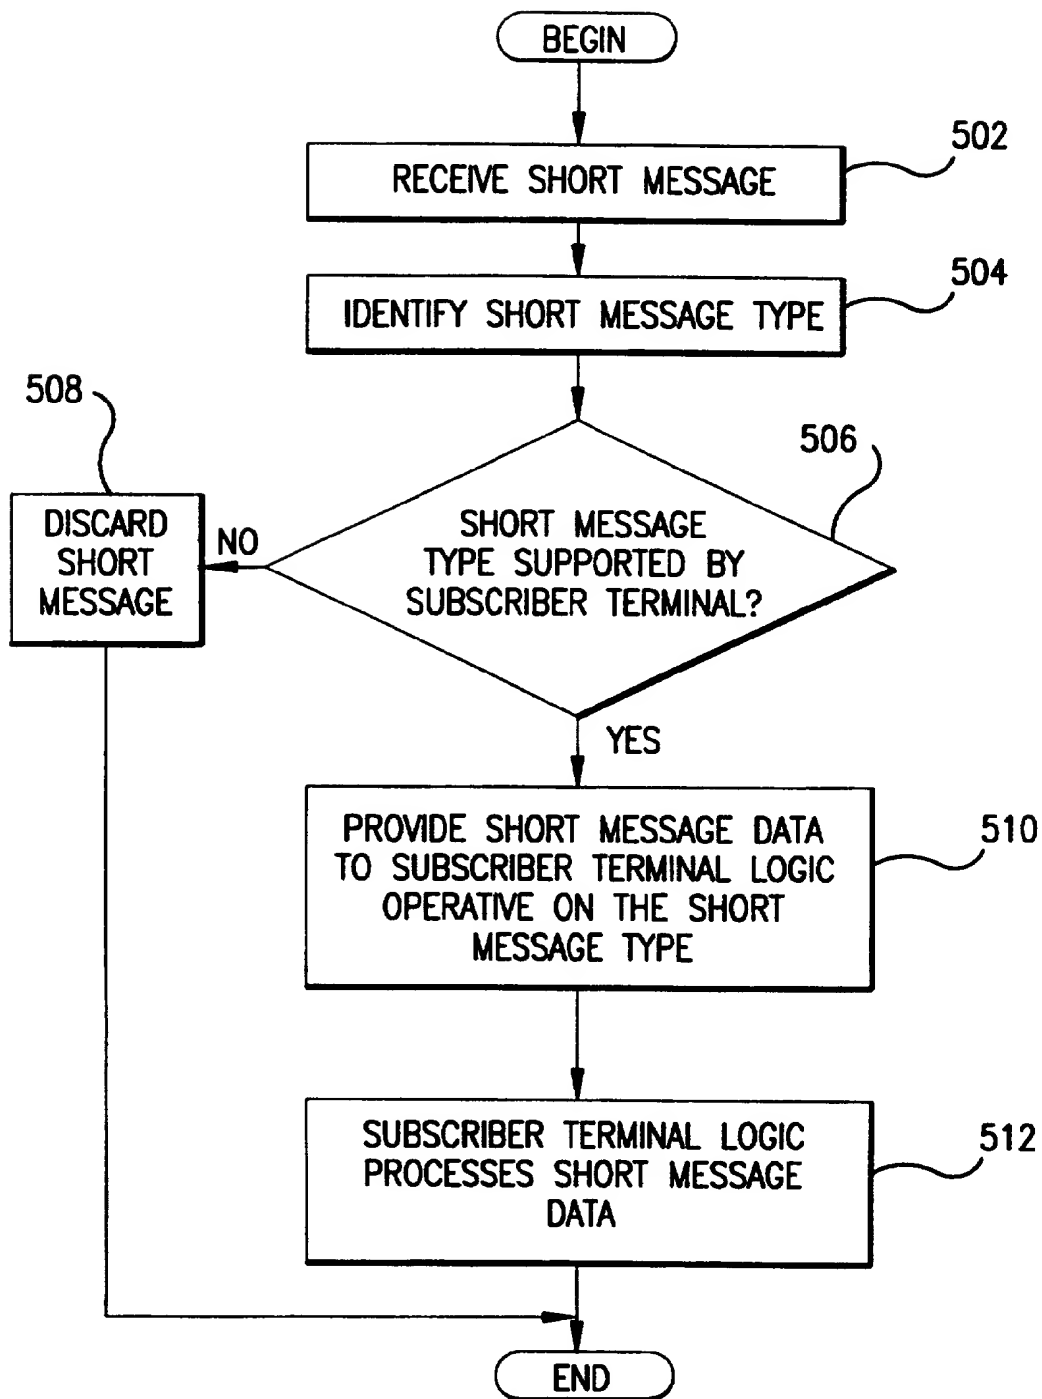 BEGIN
502
RECEIVE SHORT MESSAGE
504
IDENTIFY SHORT MESSAGE TYPE
508
506
DISCARD
SHORT
MESSAGE
NO
SHORT MESSAGE
TYPE SUPPORTED BY
SUBSCRIBER TERMINAL?
YES
510
PROVIDE SHORT MESSAGE DATA
TO SUBSCRIBER TERMINAL LOGIC
OPERATIVE ON THE SHORT
MESSAGE TYPE
512
SUBSCRIBER TERMINAL LOGIC
PROCESSES SHORT MESSAGE
DATA
END